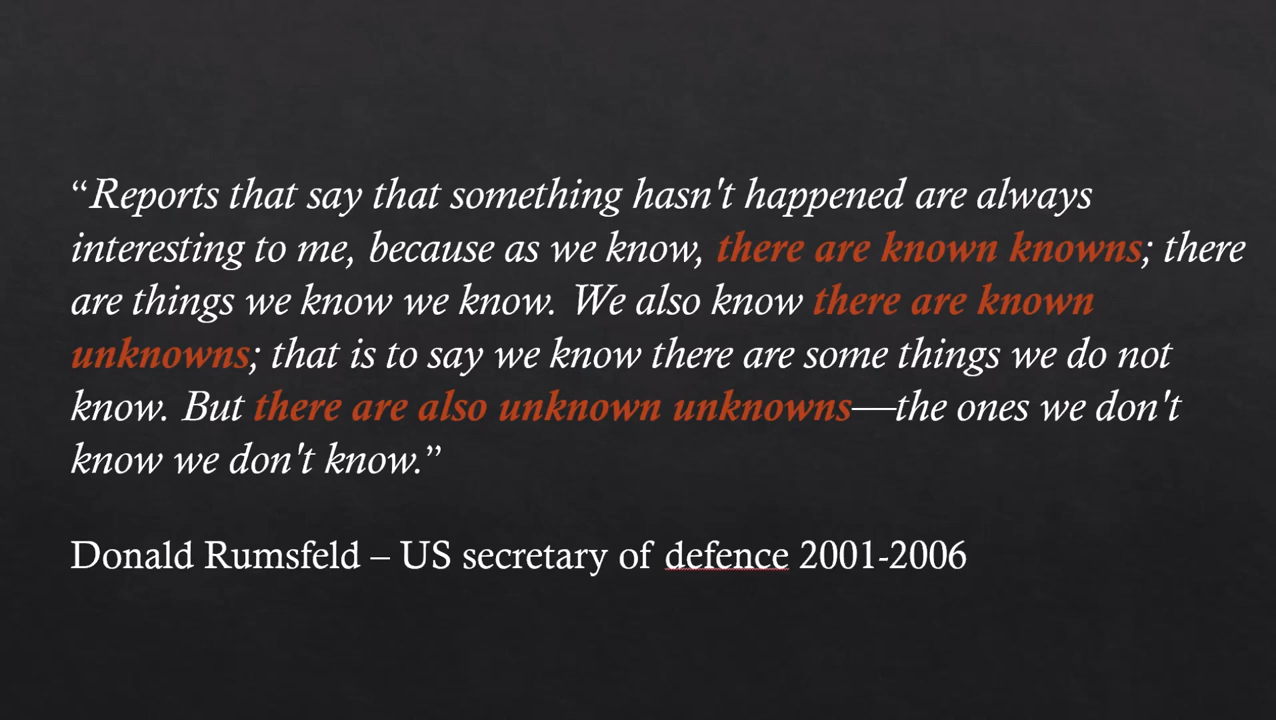 “Reports that say that something hasn't happened are always
interesting to me, because as we know, there are known knowns; there
are things we know we know. We also know there are known
unknowns; that is to say we know there are some things we do not
know. But there are also unknown unknowns—the ones we don't
know we don't know.”
Donald Rumsfeld – US secretary of defence 2001-2006